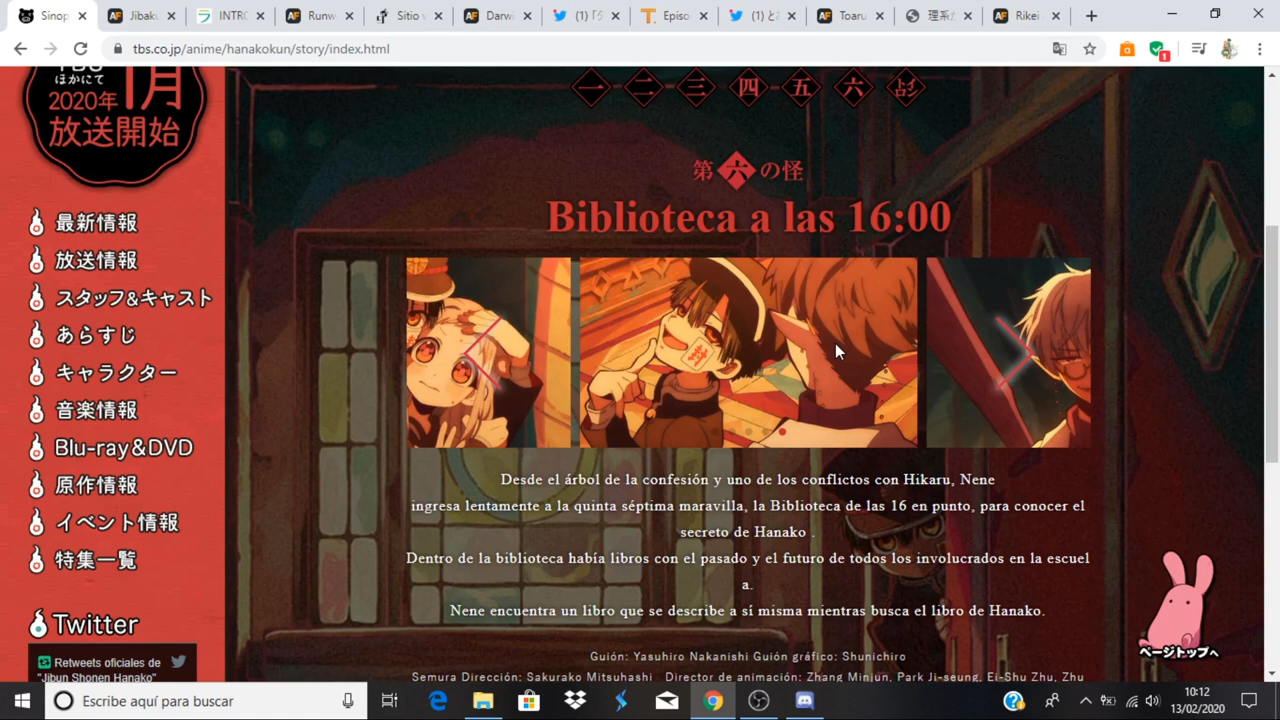 Sinop
Jibaku
INTRO
Runw
Sitio v
Darwi
(1) 「ダ
Episo
(1) と
Toaru
理系が
Rikei
tbs.co.jp/anime/hanakokun/story/index.html
1
TBS
ほかにて
2020年
1月
放送開始
最新情報
放送情報
スタッフ&キャスト
あらすじ
キャラクター
音楽情報
Blu-ray&DVD
原作情報
イベント情報
特集一覧
Twitter
Retweets oficiales de
"Jibun Shonen Hanako"
一 二 三 四 五 六
第六の怪
Biblioteca a las 16:00
Desde el árbol de la confesión y uno de los conflictos con Hikaru, Nene
ingresa lentamente a la quinta séptima maravilla, la Biblioteca de las 16 en punto, para conocer el
secreto de Hanako .
Dentro de la biblioteca había libros con el pasado y el futuro de todos los involucrados en la escuel
a.
Nene encuentra un libro que se describe a sí misma mientras busca el libro de Hanako.
Guión: Yasuhiro Nakanishi Guión gráfico: Shunichiro
Semura Dirección: Sakurako Mitsuhashi Director de animación: Zhang Minjun, Park Ji-seung, Ei-Shu Zhu, Zhu
ページトップへ
Escribe aquí para buscar
10:12
13/02/2020